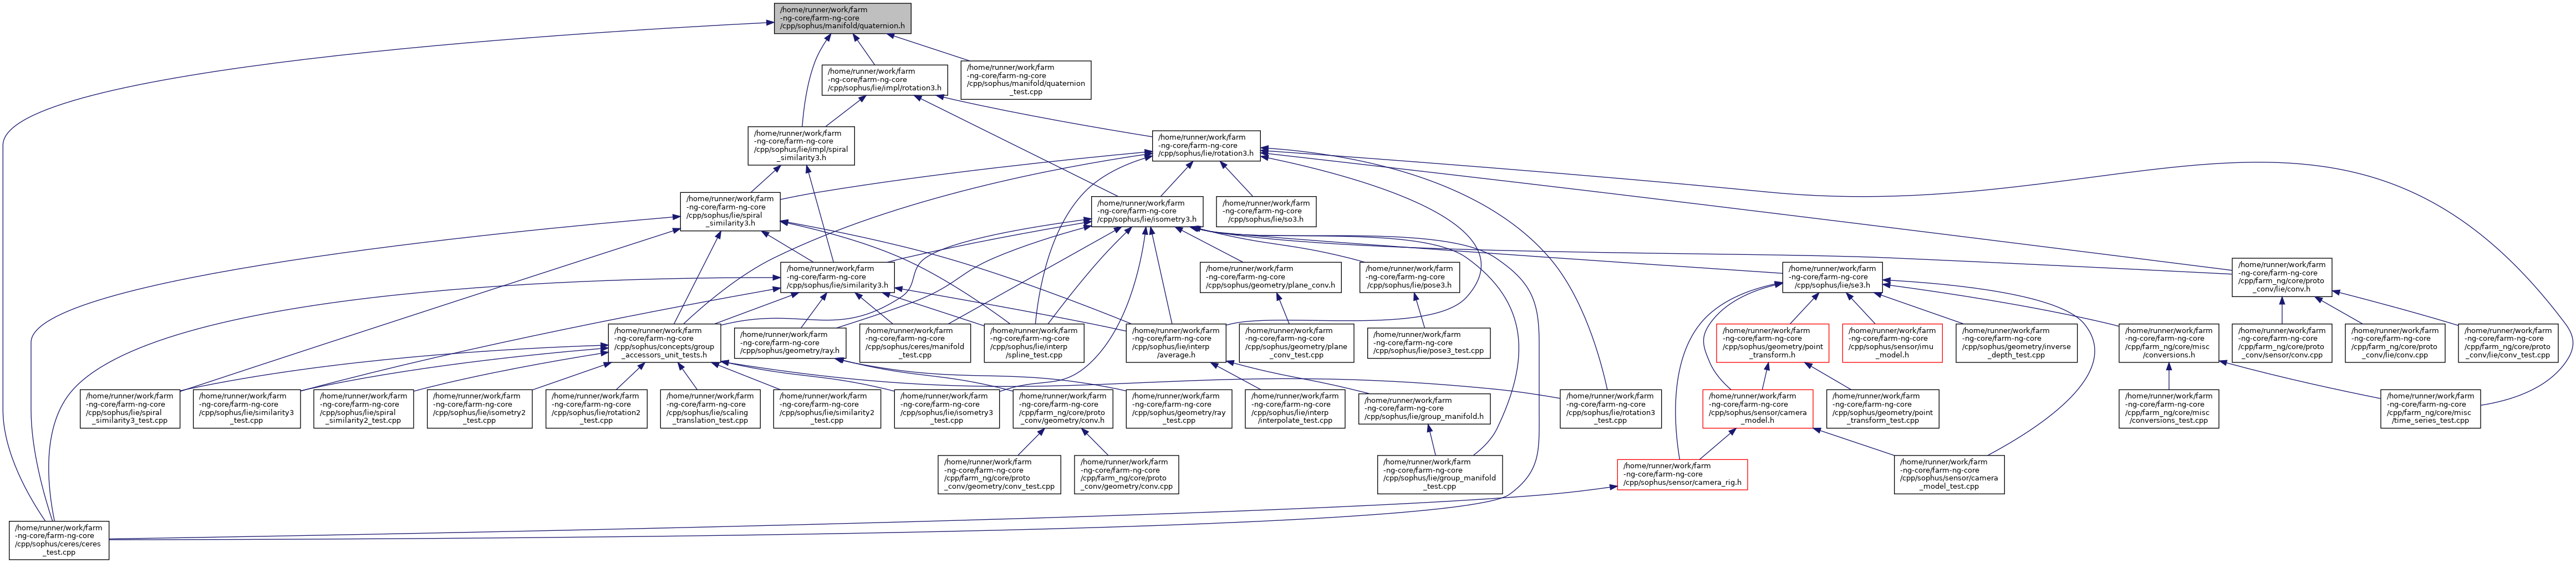 /home/runner/work/farm
-ng-core/farm-ng-core
/cpp/sophus/manifold/quaternion.h
/home/runner/work/farm
-ng-core/farm-ng-core
/cpp/sophus/lie/impl/rotation3.h
/home/runner/work/farm
-ng-core/farm-ng-core
/cpp/sophus/manifold/quaternion
_test.cpp
/home/runner/work/farm
-ng-core/farm-ng-core
/cpp/sophus/lie/impl/spiral
_similarity3.h
/home/runner/work/farm
-ng-core/farm-ng-core
/cpp/sophus/lie/rotation3.h
/home/runner/work/farm
-ng-core/farm-ng-core
/cpp/sophus/lie/spiral
_similarity3.h
/home/runner/work/farm
-ng-core/farm-ng-core
/cpp/sophus/lie/isometry3.h
/home/runner/work/farm
-ng-core/farm-ng-core
/cpp/sophus/lie/so3.h
/home/runner/work/farm
-ng-core/farm-ng-core
/cpp/sophus/lie/similarity3.h
/home/runner/work/farm
-ng-core/farm-ng-core
/cpp/sophus/geometry/plane_conv.h
/home/runner/work/farm
-ng-core/farm-ng-core
/cpp/sophus/lie/pose3.h
/home/runner/work/farm
-ng-core/farm-ng-core
/cpp/sophus/lie/se3.h
/home/runner/work/farm
-ng-core/farm-ng-core
/cpp/farm_ng/core/proto
_conv/lie/conv.h
/home/runner/work/farm
-ng-core/farm-ng-core
/cpp/sophus/concepts/group
_accessors_unit_tests.h
/home/runner/work/farm
-ng-core/farm-ng-core
/cpp/sophus/geometry/ray.h
/home/runner/work/farm
-ng-core/farm-ng-core
/cpp/sophus/ceres/manifold
_test.cpp
/home/runner/work/farm
-ng-core/farm-ng-core
/cpp/sophus/lie/interp
/spline_test.cpp
/home/runner/work/farm
-ng-core/farm-ng-core
/cpp/sophus/lie/interp
/average.h
/home/runner/work/farm
-ng-core/farm-ng-core
/cpp/sophus/geometry/plane
_conv_test.cpp
/home/runner/work/farm
-ng-core/farm-ng-core
/cpp/sophus/lie/pose3_test.cpp
/home/runner/work/farm
-ng-core/farm-ng-core
/cpp/sophus/geometry/point
_transform.h
/home/runner/work/farm
-ng-core/farm-ng-core
/cpp/sophus/sensor/imu
_model.h
/home/runner/work/farm
-ng-core/farm-ng-core
/cpp/sophus/geometry/inverse
_depth_test.cpp
/home/runner/work/farm
-ng-core/farm-ng-core
/cpp/farm_ng/core/misc
/conversions.h
/home/runner/work/farm
-ng-core/farm-ng-core
/cpp/farm_ng/core/proto
_conv/sensor/conv.cpp
/home/runner/work/farm
-ng-core/farm-ng-core
/cpp/farm_ng/core/proto
_conv/lie/conv.cpp
/home/runner/work/farm
-ng-core/farm-ng-core
/cpp/farm_ng/core/proto
_conv/lie/conv_test.cpp
/home/runner/work/farm
-ng-core/farm-ng-core
/cpp/sophus/lie/spiral
_similarity3_test.cpp
/home/runner/work/farm
-ng-core/farm-ng-core
/cpp/sophus/lie/similarity3
_test.cpp
/home/runner/work/farm
-ng-core/farm-ng-core
/cpp/sophus/lie/spiral
_similarity2_test.cpp
/home/runner/work/farm
-ng-core/farm-ng-core
/cpp/sophus/lie/isometry2
_test.cpp
/home/runner/work/farm
-ng-core/farm-ng-core
/cpp/sophus/lie/rotation2
_test.cpp
/home/runner/work/farm
-ng-core/farm-ng-core
/cpp/sophus/lie/scaling
_translation_test.cpp
/home/runner/work/farm
-ng-core/farm-ng-core
/cpp/sophus/lie/similarity2
_test.cpp
/home/runner/work/farm
-ng-core/farm-ng-core
/cpp/sophus/lie/isometry3
_test.cpp
/home/runner/work/farm
-ng-core/farm-ng-core
/cpp/farm_ng/core/proto
_conv/geometry/conv.h
/home/runner/work/farm
-ng-core/farm-ng-core
/cpp/sophus/geometry/ray
_test.cpp
/home/runner/work/farm
-ng-core/farm-ng-core
/cpp/sophus/lie/interp
/interpolate_test.cpp
/home/runner/work/farm
-ng-core/farm-ng-core
/cpp/sophus/lie/group_manifold.h
/home/runner/work/farm
-ng-core/farm-ng-core
/cpp/sophus/lie/rotation3
_test.cpp
/home/runner/work/farm
-ng-core/farm-ng-core
/cpp/sophus/sensor/camera
_model.h
/home/runner/work/farm
-ng-core/farm-ng-core
/cpp/sophus/geometry/point
_transform_test.cpp
/home/runner/work/farm
-ng-core/farm-ng-core
/cpp/farm_ng/core/misc
/conversions_test.cpp
/home/runner/work/farm
-ng-core/farm-ng-core
/cpp/farm_ng/core/misc
/time_series_test.cpp
/home/runner/work/farm
-ng-core/farm-ng-core
/cpp/farm_ng/core/proto
_conv/geometry/conv_test.cpp
/home/runner/work/farm
-ng-core/farm-ng-core
/cpp/farm_ng/core/proto
_conv/geometry/conv.cpp
/home/runner/work/farm
-ng-core/farm-ng-core
/cpp/sophus/lie/group_manifold
_test.cpp
/home/runner/work/farm
-ng-core/farm-ng-core
/cpp/sophus/sensor/camera_rig.h
/home/runner/work/farm
-ng-core/farm-ng-core
/cpp/sophus/sensor/camera
_model_test.cpp
/home/runner/work/farm
-ng-core/farm-ng-core
/cpp/sophus/ceres/ceres
_test.cpp